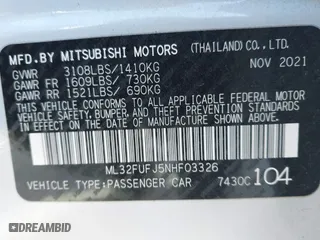 MFD.BY MITSUBISHI MOTORS (THAILAND)CO.,LTD.
GVWR 3108LBS/1410KG NOV 2021
GAWR FR 1609LBS/ 730KG
GAWR RR 1521LBS/ 690KG
THIS VEHICLE CONFORMS TO ALL APPLICABLE
FEDERAL MOTOR VEHICLE SAFETY, BUMPER,
AND THEFT PREVENTION STANDARDS IN EFFECT
ON THE DATE OF MANUFACTURE SHOWN ABOVE.
ML32FUFJ5NHF03326
VEHICLE TYPE:PASSENGER CAR 7430C 104
AUTOHELPERBOT.COM